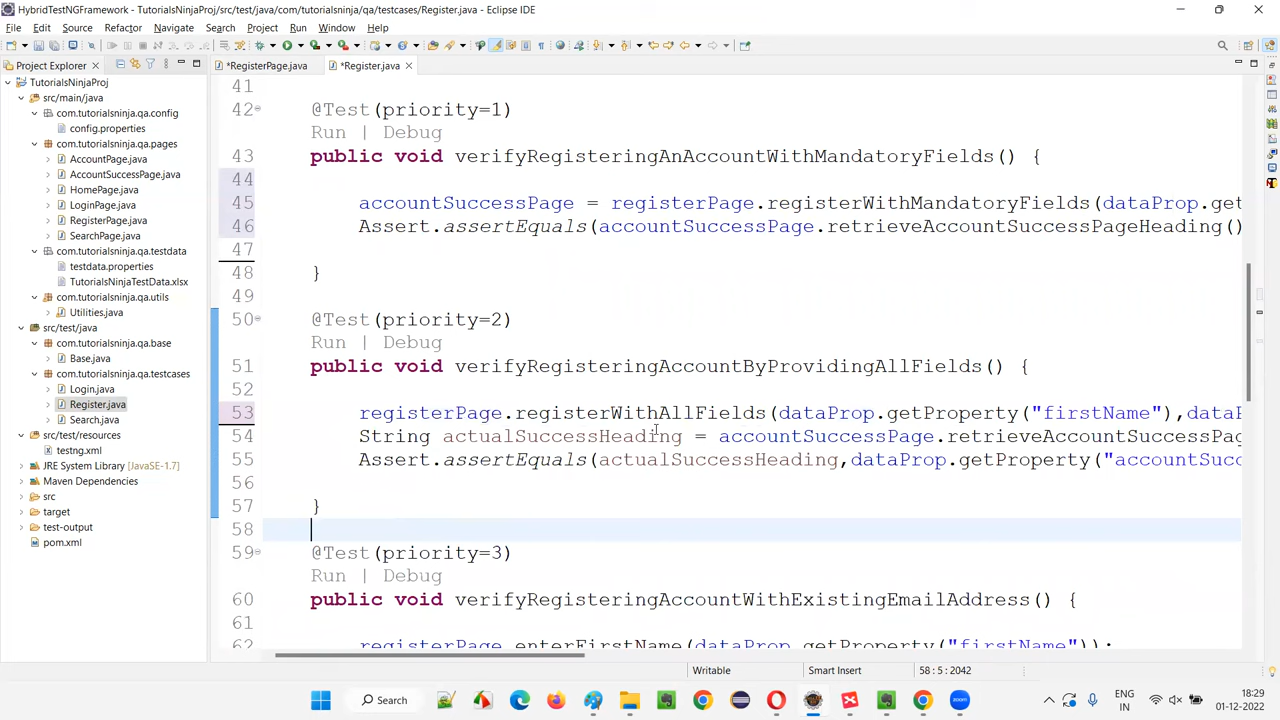 HybridTestNGFramework - TutorialsNinjaProj/src/test/java/com/tutorialsninja/qa/testcases/Register.java - Eclipse IDE
File Edit Source Refactor Navigate Search Project Run Window Help
Project Explorer
*RegisterPage.java
*Register.java
TutorialsNinjaProj
src/main/java
com.tutorialsninja.qa.config
config.properties
com.tutorialsninja.qa.pages
AccountPage.java
AccountSuccessPage.java
HomePage.java
LoginPage.java
RegisterPage.java
SearchPage.java
com.tutorialsninja.qa.testdata
testdata.properties
TutorialsNinjaTestData.xlsx
com.tutorialsninja.qa.utils
Utilities.java
src/test/java
com.tutorialsninja.qa.base
Base.java
com.tutorialsninja.qa.testcases
Login.java
Register.java
Search.java
src/test/resources
testng.xml
JRE System Library [JavaSE-1.7]
Maven Dependencies
src
target
test-output
pom.xml
41
42 @Test(priority=1)
Run | Debug
43 public void verifyRegisteringAnAccountWithMandatoryFields() {
44
45 accountSuccessPage = registerPage.registerWithMandatoryFields(dataProp.get
46 Assert.assertEquals(accountSuccessPage.retrieveAccountSuccessPageHeading()
47
48 }
49
50 @Test(priority=2)
Run | Debug
51 public void verifyRegisteringAccountByProvidingAllFields() {
52
53 registerPage.registerWithAllFields(dataProp.getProperty("firstName"),dataP
54 String actualSuccessHeading = accountSuccessPage.retrieveAccountSuccessPag
55 Assert.assertEquals(actualSuccessHeading,dataProp.getProperty("accountSucc
56
57 }
58
59 @Test(priority=3)
Run | Debug
60 public void verifyRegisteringAccountWithExistingEmailAddress() {
61
62 registerPage.enterFirstName(dataProp.getProperty("firstName"));
Writable Smart Insert 58 : 5 : 2042
Search
ENG
IN
18:29
01-12-2022